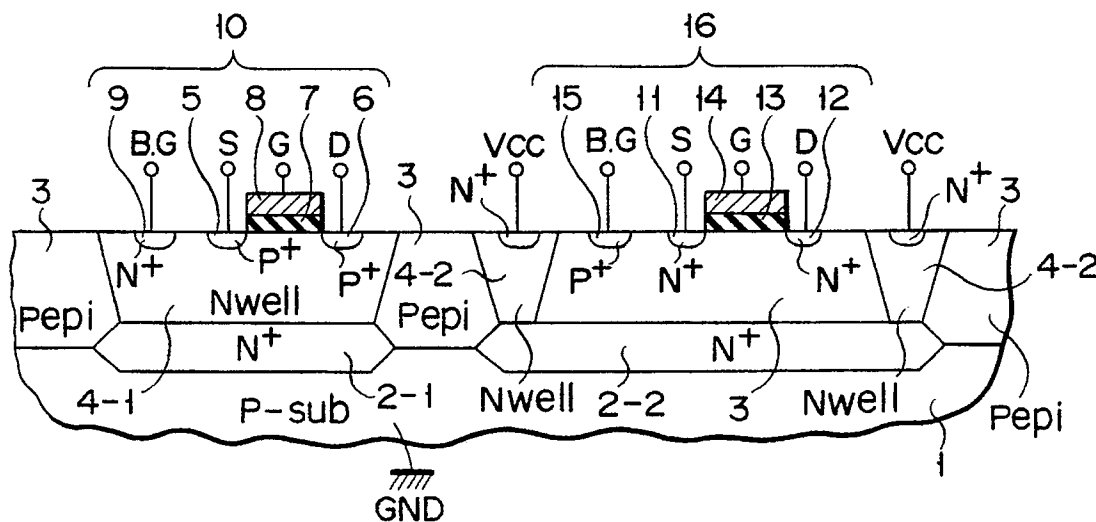 10 16
9 5 8 7 6 15 11 14 13 12
B.G S G D VCC B.G S G D VCC
3 3 N+ N+ 3
N+ P+ P+ 4-2 P+ N+ N+ 4-2
Pepi Nwell Pepi
N+ N+
4-1 P-sub 2-1 Nwell 2-2 3 Nwell Pepi
1
GND